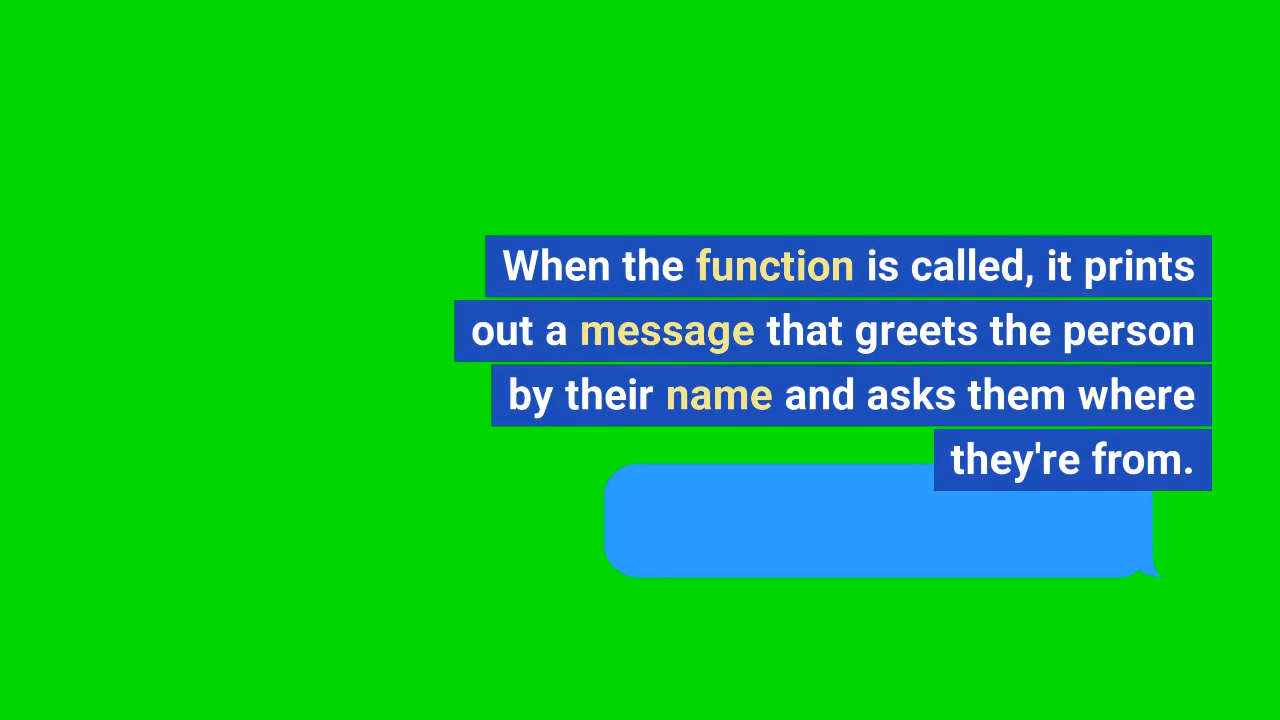 When the function is called, it prints
out a message that greets the person
by their name and asks them where
they're from.